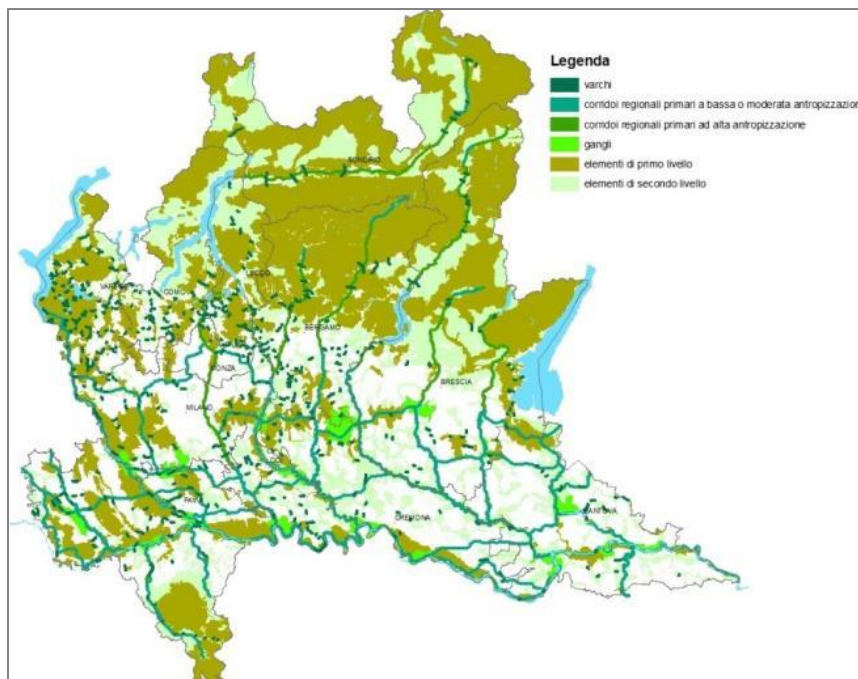 Legenda
varchi
corridoi regionali primari a bassa o moderata antropizzazion
corridoi regionali primari ad alta antropizzazione
gangli
elementi di primo livello
elementi di secondo livello
SONDRIO
LECCO
VARESE
COMO
BERGAMO
MONZA
BRESCIA
MILANO
PAVIA
CREMONA
MANTOVA